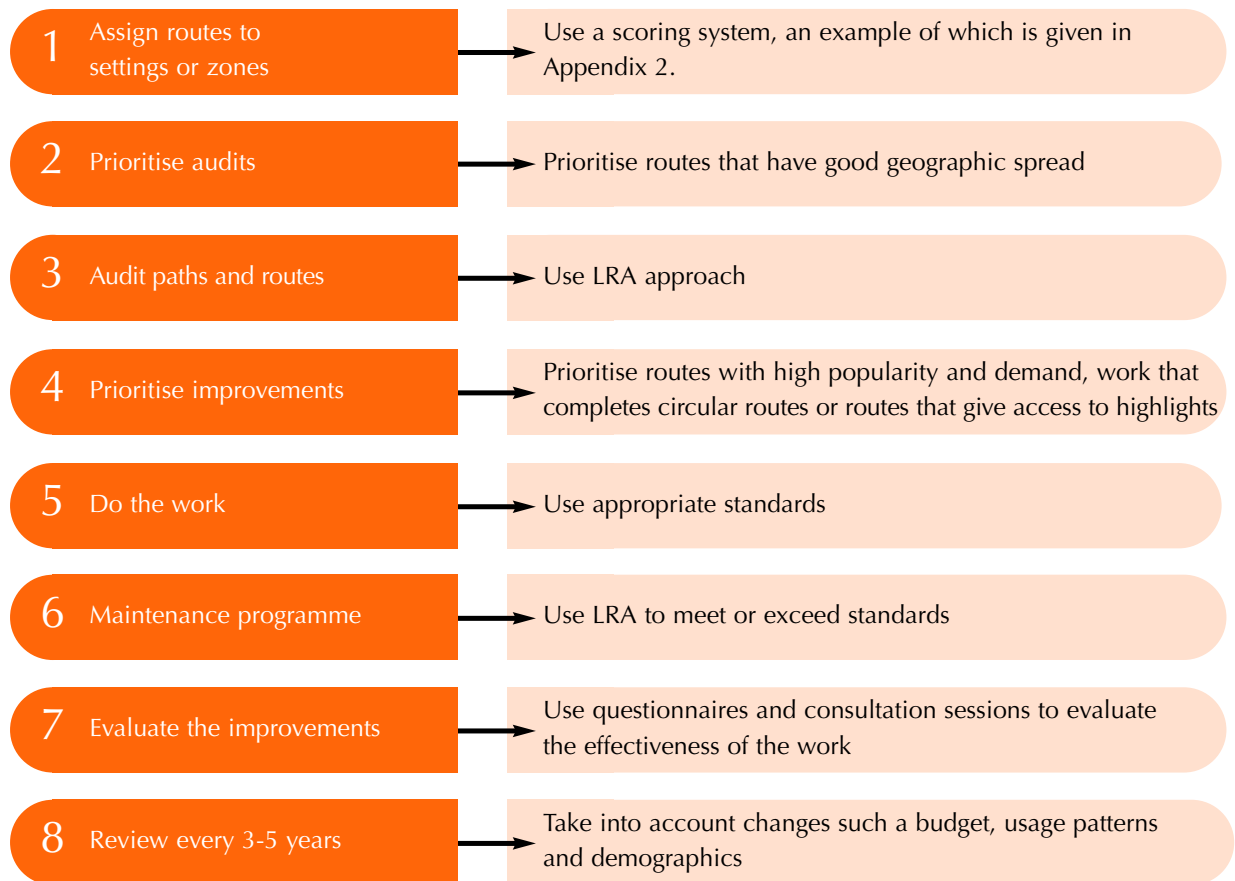 1 Assign routes to
settings or zones
Use a scoring system, an example of which is given in
Appendix 2.
2 Prioritise audits
Prioritise routes that have good geographic spread
3 Audit paths and routes
Use LRA approach
4 Prioritise improvements
Prioritise routes with high popularity and demand, work that
completes circular routes or routes that give access to highlights
5 Do the work
Use appropriate standards
6 Maintenance programme
Use LRA to meet or exceed standards
7 Evaluate the improvements
Use questionnaires and consultation sessions to evaluate
the effectiveness of the work
8 Review every 3-5 years
Take into account changes such a budget, usage patterns
and demographics